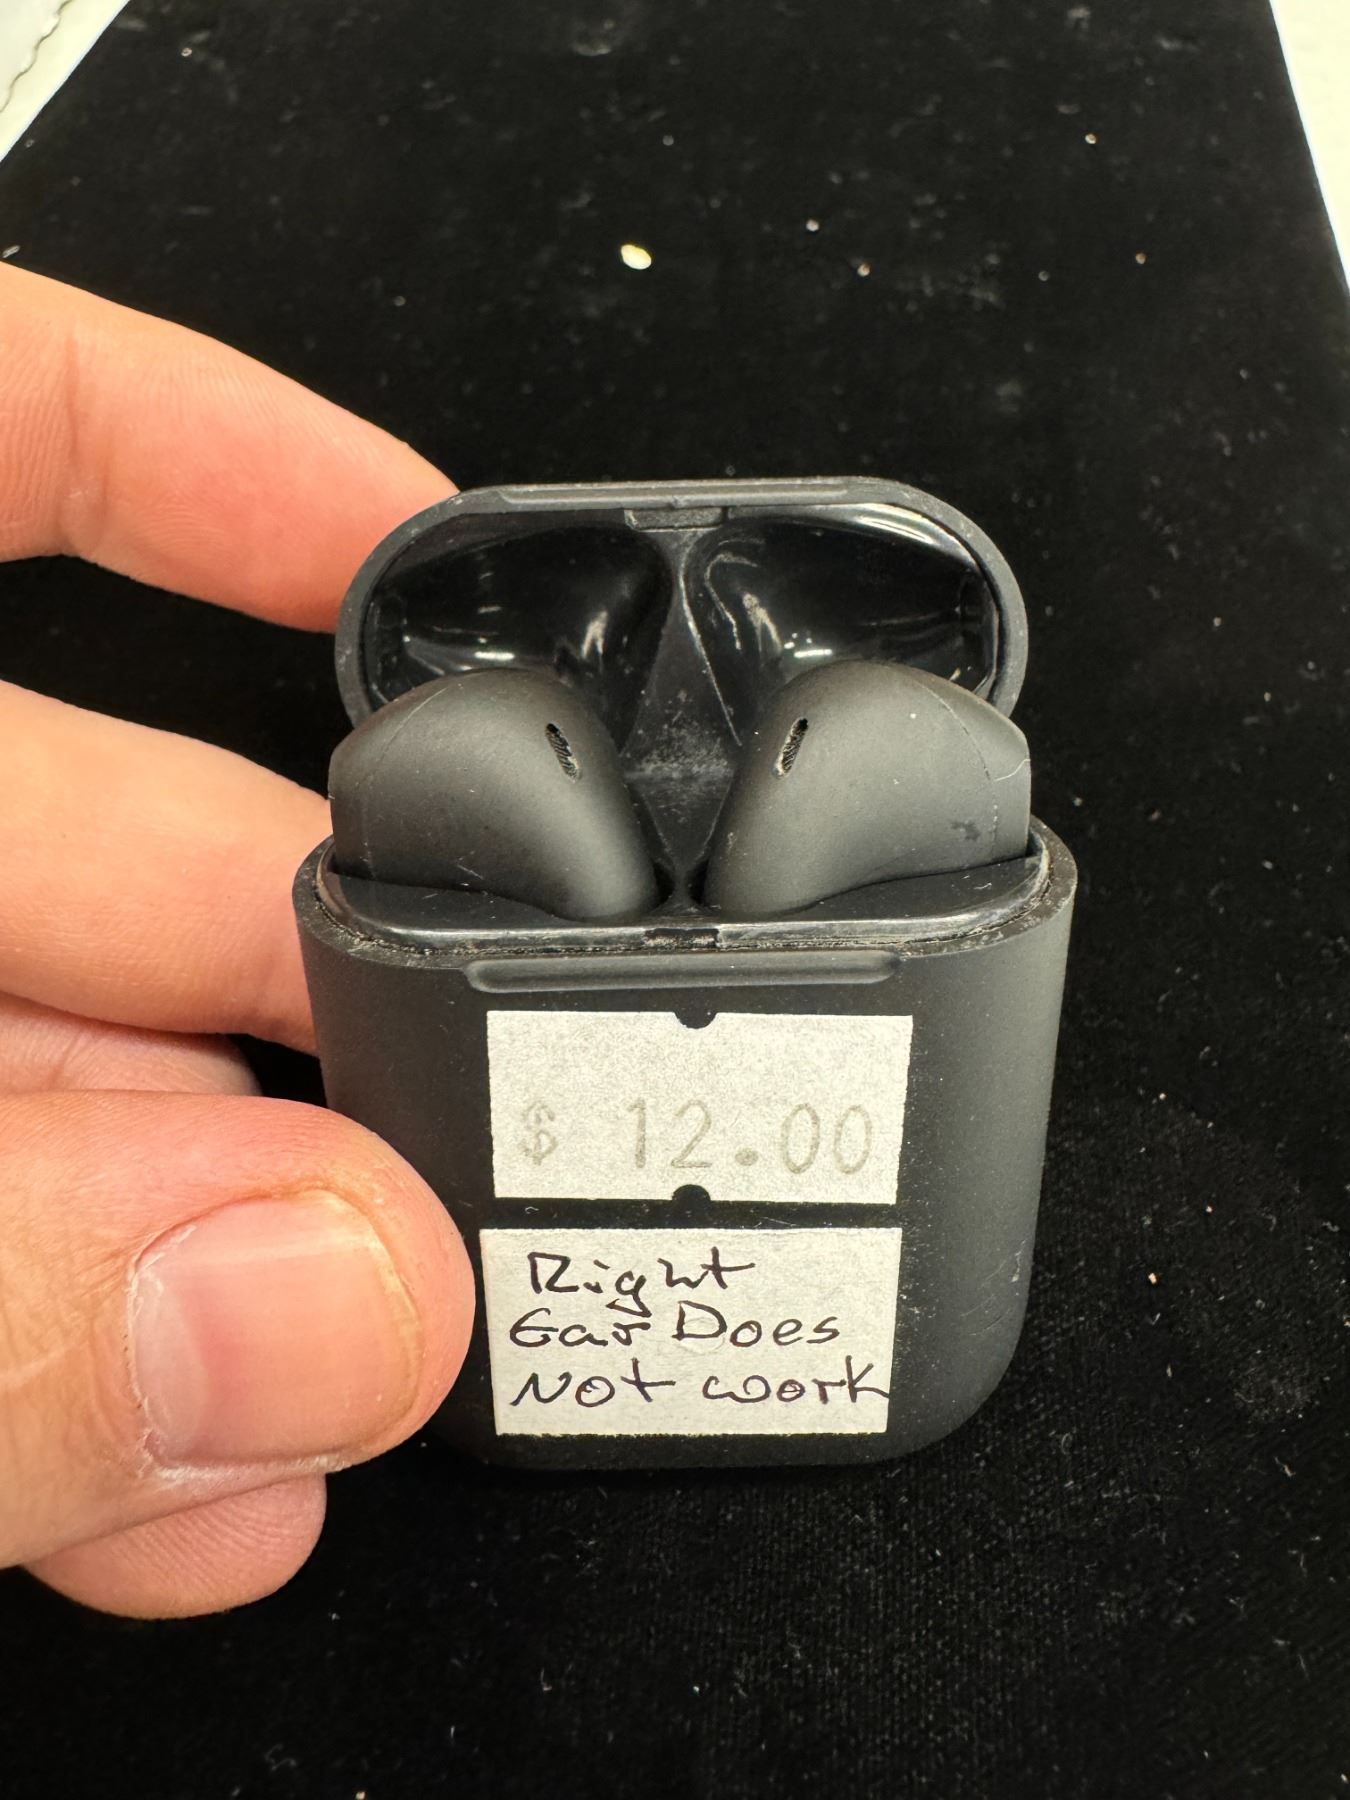 $ 12.00
Right
Ear Does
Not work